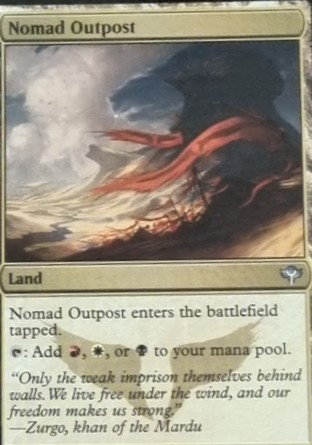 Nomad Outpost
Land
Nomad Outpost enters the battlefield
tapped.
: Add , , or to your mana pool.
"Only the weak imprison themselves behind
walls. We live free under the wind, and our
freedom makes us strong."
—Zurgo, khan of the Mardu